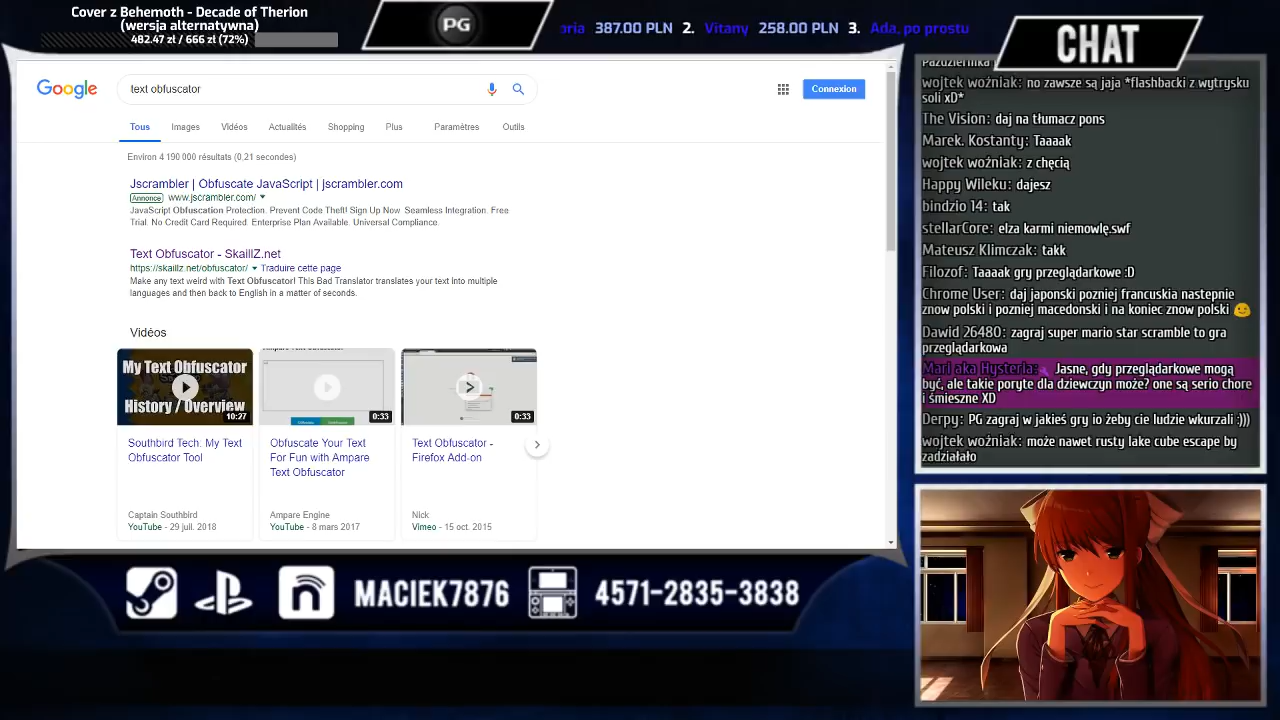 Cover z Behemoth - Decade of Therion
(wersja alternatywna)
482.47 zł / 666 zł (72%)
PG
oria 387.00 PLN 2. Vitany 258.00 PLN 3. Ada, po prostu
Google
text obfuscator
Connexion
Tous Images Vidéos Actualités Shopping Plus Paramètres Outils
Environ 4 190 000 résultats (0,21 secondes)
Jscrambler | Obfuscate JavaScript | jscrambler.com
Annonce www.jscrambler.com/
JavaScript Obfuscation Protection. Prevent Code Theft! Sign Up Now. Seamless Integration. Free
Trial. No Credit Card Required. Enterprise Plan Available. Universal Compliance.
Text Obfuscator - SkaillZ.net
https://skaillz.net/obfuscator/ Traduire cette page
Make any text weird with Text Obfuscator! This Bad Translator translates your text into multiple
languages and then back to English in a matter of seconds.
Vidéos
My Text
Obfuscator
History / Overview
10:27
0:33
0:33
Southbird Tech. My Text
Obfuscator Tool
Captain Southbird
YouTube - 29 juil. 2018
Obfuscate Your Text
For Fun with Ampare
Text Obfuscator
Ampare Engine
YouTube - 8 mars 2017
Text Obfuscator -
Firefox Add-on
Nick
Vimeo - 15 oct. 2015
CHAT
Października
wojtek woźniak: no zawsze są jaja *flashbacki z wytrysku
soli xD*
The Vision: daj na tłumacz pons
Marek. Kostanty: Taaaak
wojtek woźniak: z chęcią
Happy Wileku: dajesz
bindzio 14: tak
stellarCore: elza karmi niemowlę.swf
Mateusz Klimczak: takk
Filozof: Taaaak gry przeglądarkowe :D
Chrome User: daj japonski pozniej francuskia nastepnie
znow polski i pozniej macedonski i na koniec znow polski
Dawid 26480: zagraj super mario star scramble to gra
przeglądarkowa
Mari aka Hysteria: Jasne, gdy przeglądarkowe mogą
być, ale takie poryte dla dziewczyn może? one są serio chore
i śmieszne XD
Derpy: PG zagraj w jakieś gry io żeby cie ludzie wkurzali :)))
wojtek woźniak: może nawet rusty lake cube escape by
zadziałało
MACIEK7876
4571-2835-3838